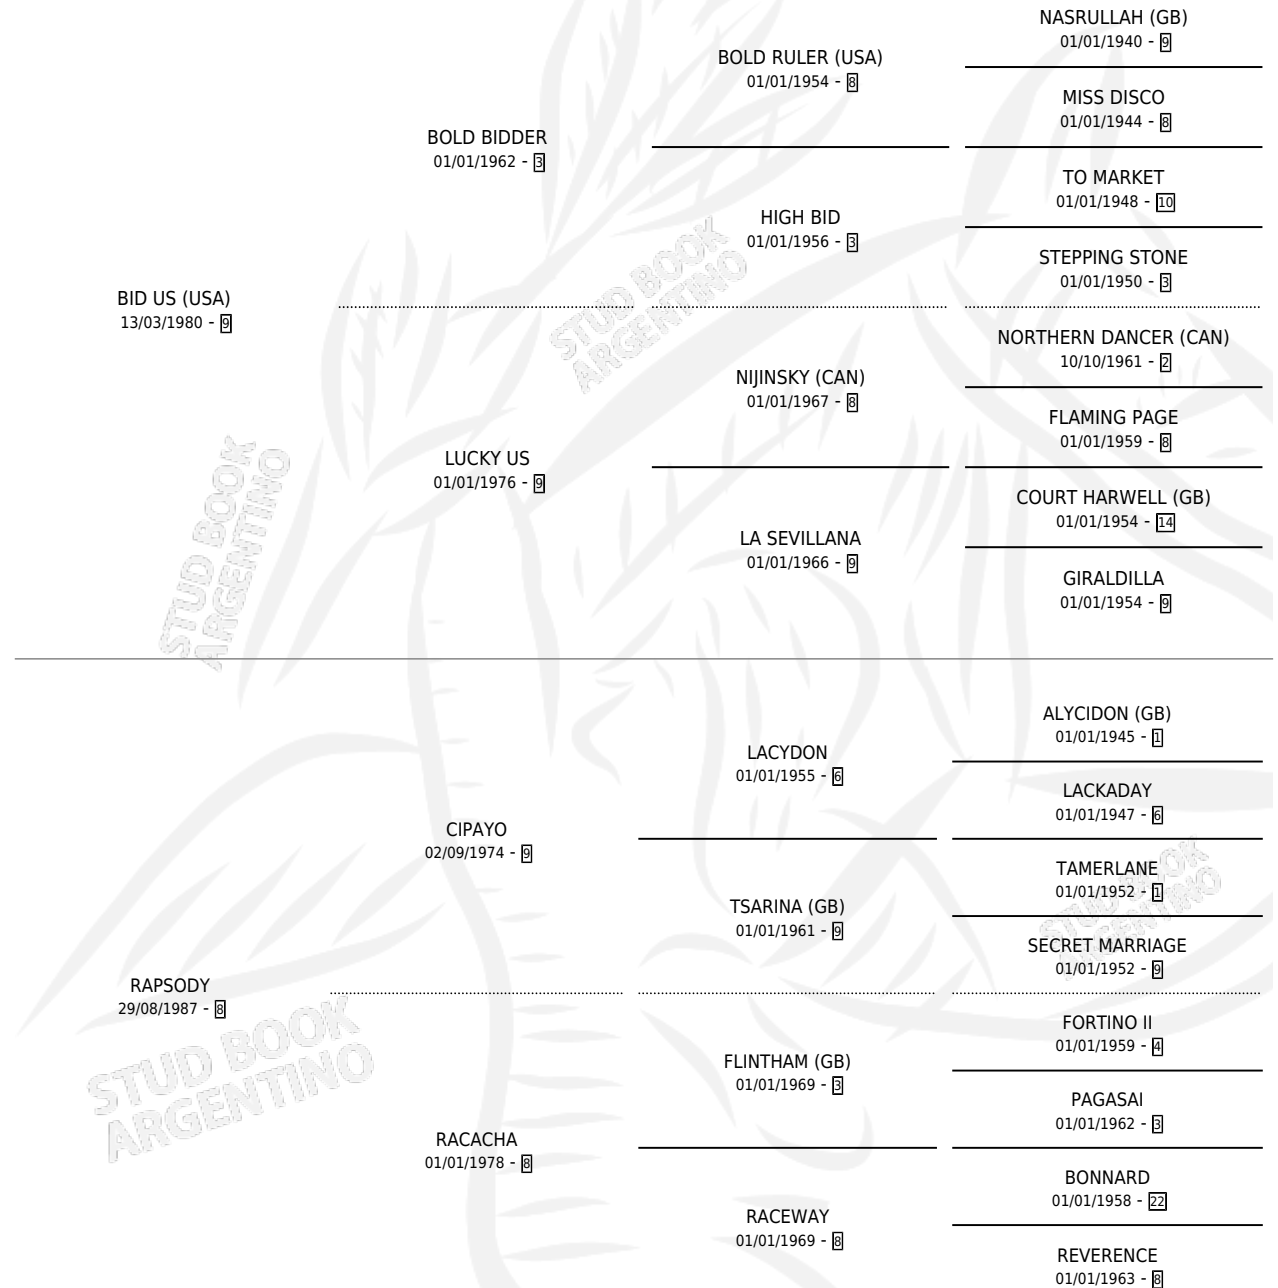 NASRULLAH (GB)
01/01/1940 - 9
BOLD RULER (USA)
01/01/1954 - 8
MISS DISCO
01/01/1944 - 8
BOLD BIDDER
01/01/1962 - 3
TO MARKET
01/01/1948 - 10
HIGH BID
01/01/1956 - 3
STEPPING STONE
01/01/1950 - 3
BID US (USA)
13/03/1980 - 9
NORTHERN DANCER (CAN)
10/10/1961 - 2
NIJINSKY (CAN)
01/01/1967 - 8
FLAMING PAGE
01/01/1959 - 8
LUCKY US
01/01/1976 - 9
COURT HARWELL (GB)
01/01/1954 - 14
LA SEVILLANA
01/01/1966 - 9
GIRALDILLA
01/01/1954 - 9
STUD BOOK
ARGENTINO
STUD BOOK
ARGENTINO
ALYCIDON (GB)
01/01/1945 - 1
LACYDON
01/01/1955 - 6
LACKADAY
01/01/1947 - 6
CIPAYO
02/09/1974 - 9
TAMERLANE
01/01/1952 - 1
TSARINA (GB)
01/01/1961 - 9
SECRET MARRIAGE
01/01/1952 - 9
STUD BOOK
ARGENTINO
RAPSODY
29/08/1987 - 8
FORTINO II
01/01/1959 - 4
FLINTHAM (GB)
01/01/1969 - 3
PAGASAI
01/01/1962 - 3
RACACHA
01/01/1978 - 8
BONNARD
01/01/1958 - 22
RACEWAY
01/01/1969 - 8
REVERENCE
01/01/1963 - 8
STUD BOOK
ARGENTINO